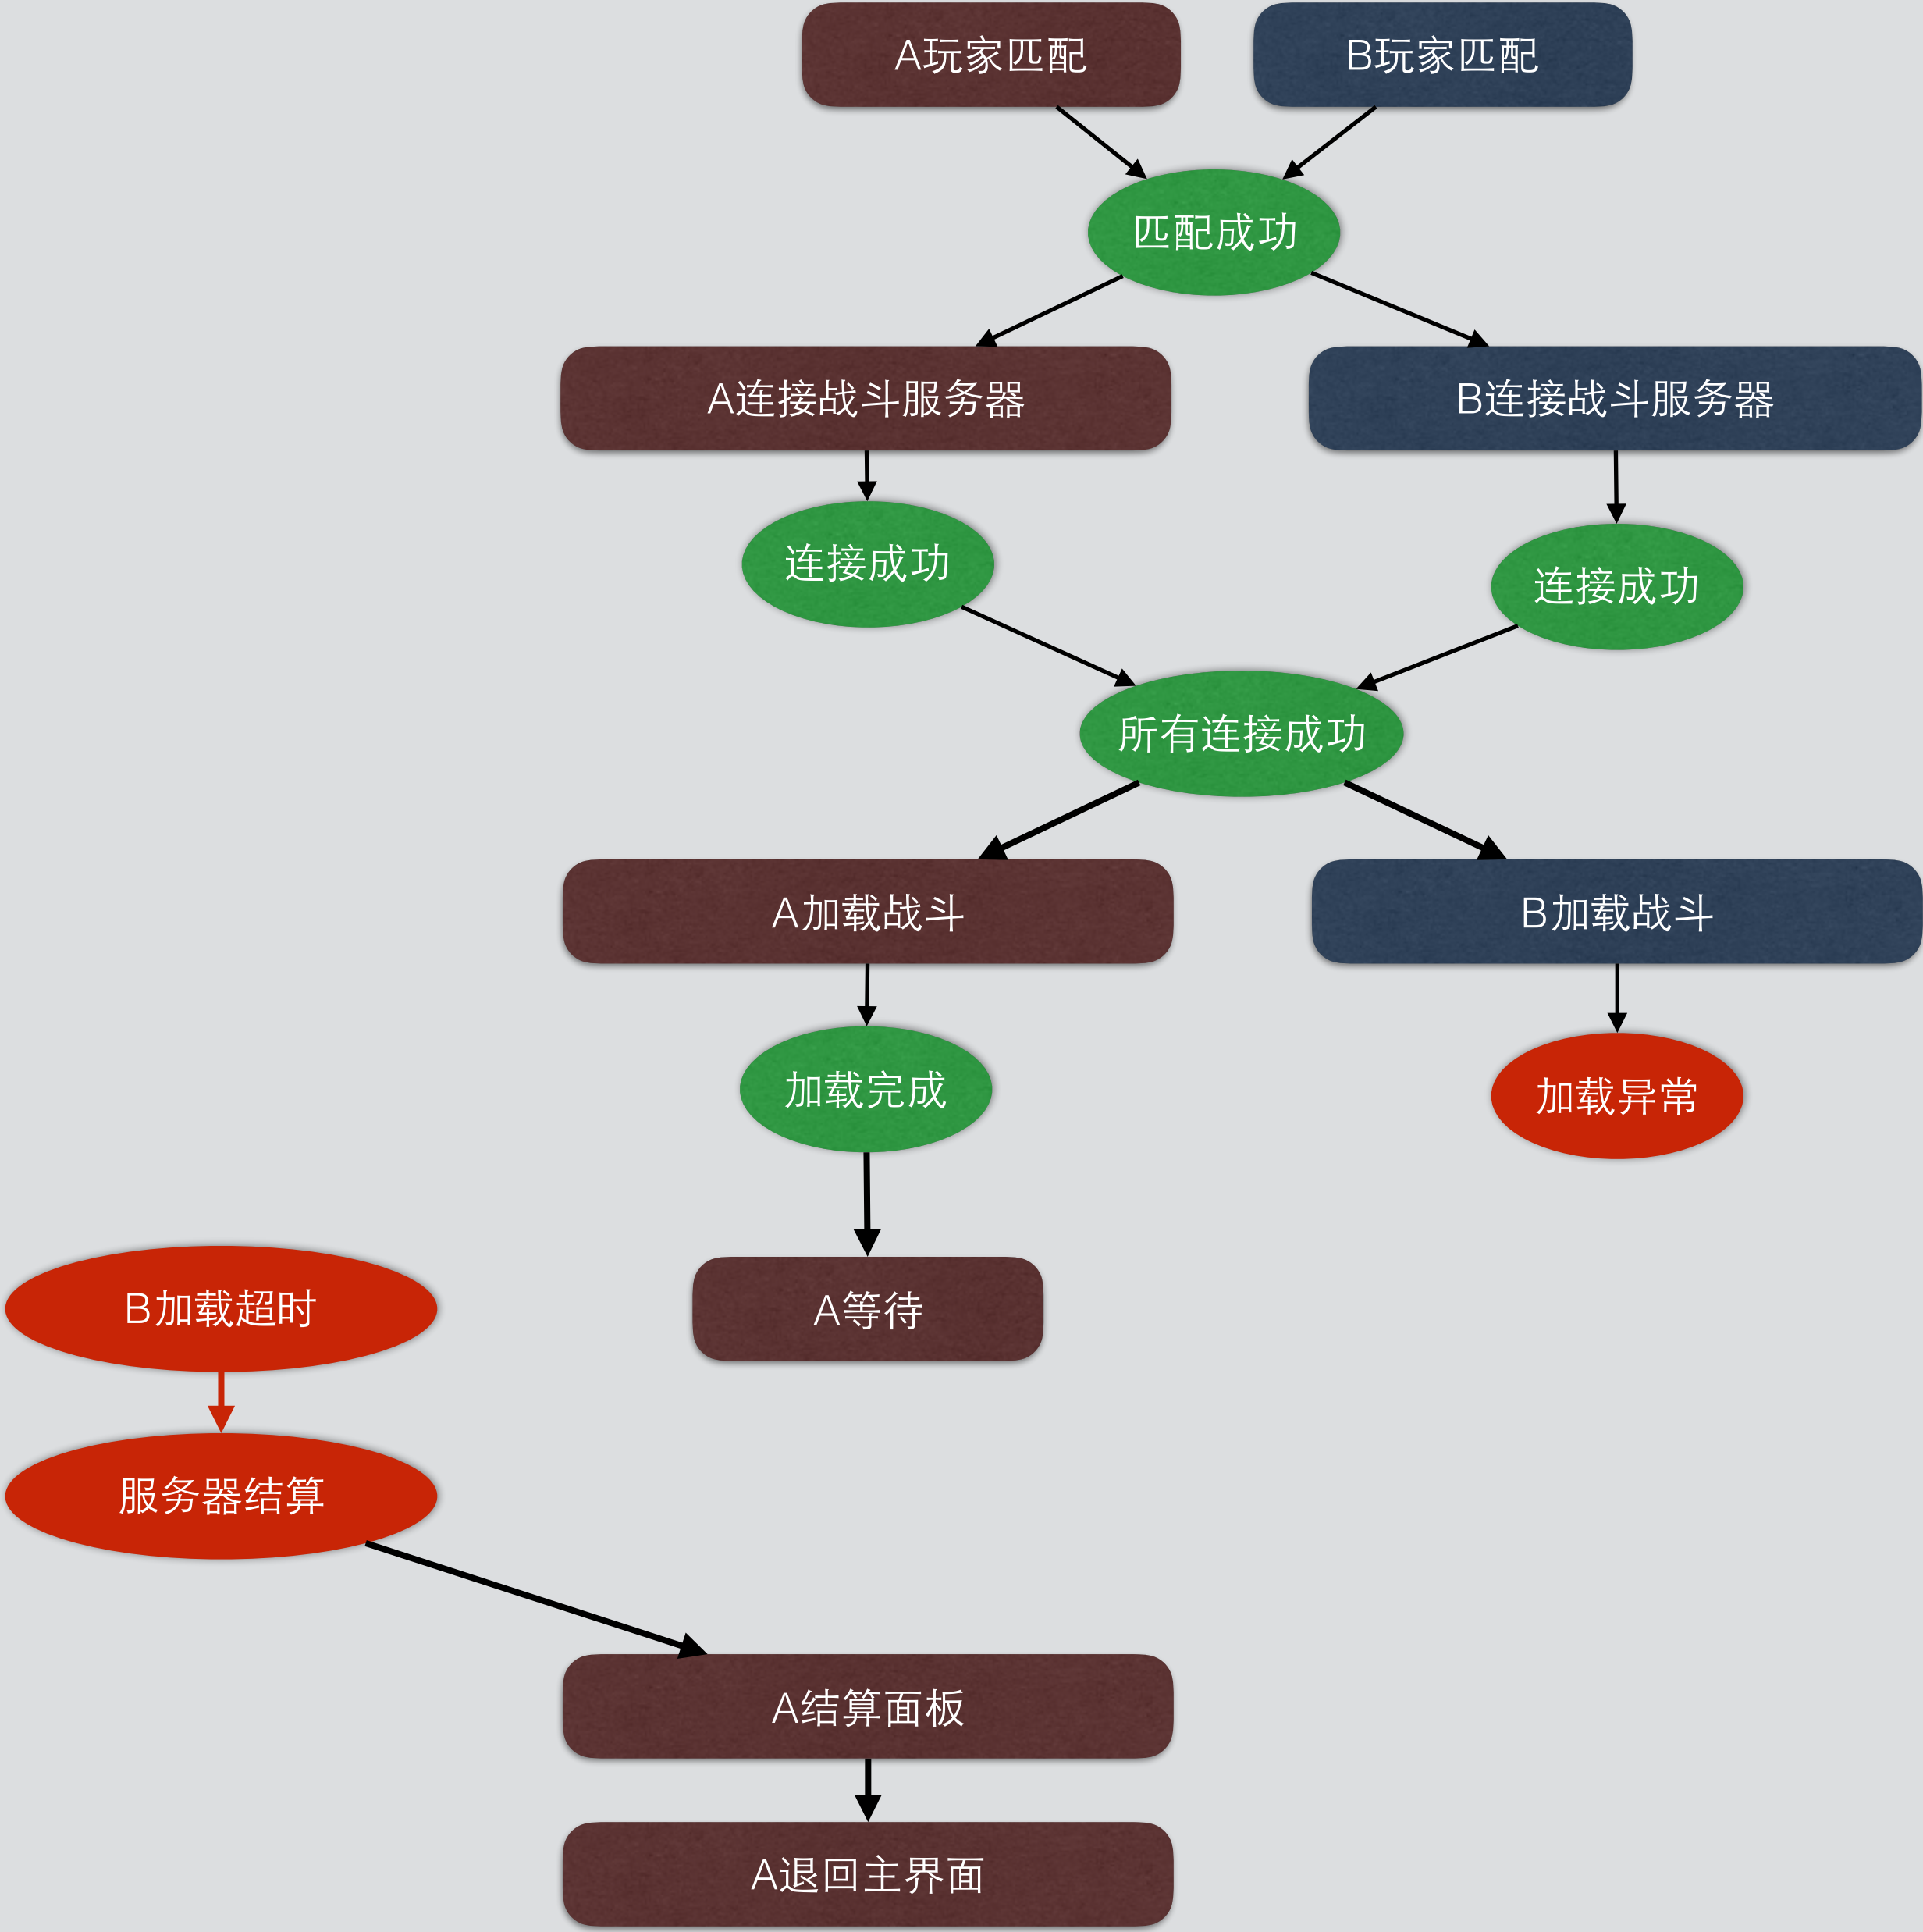 A玩家匹配
B玩家匹配
匹配成功
A连接战斗服务器
B连接战斗服务器
连接成功
连接成功
所有连接成功
A加载战斗
B加载战斗
加载完成
加载异常
B加载超时
A等待
服务器结算
A结算面板
A退回主界面